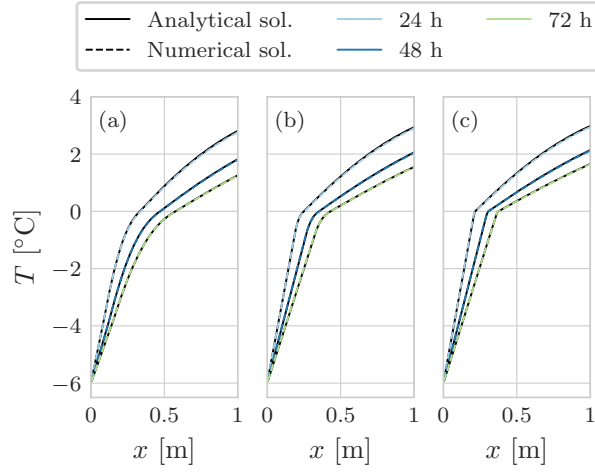 Analytical sol. 24 h 72 h
Numerical sol. 48 h
(a) (b) (c)
T [°C]
4
2
0
−2
−4
−6
0 0.5 1 0 0.5 1 0 0.5 1
x [m] x [m] x [m]